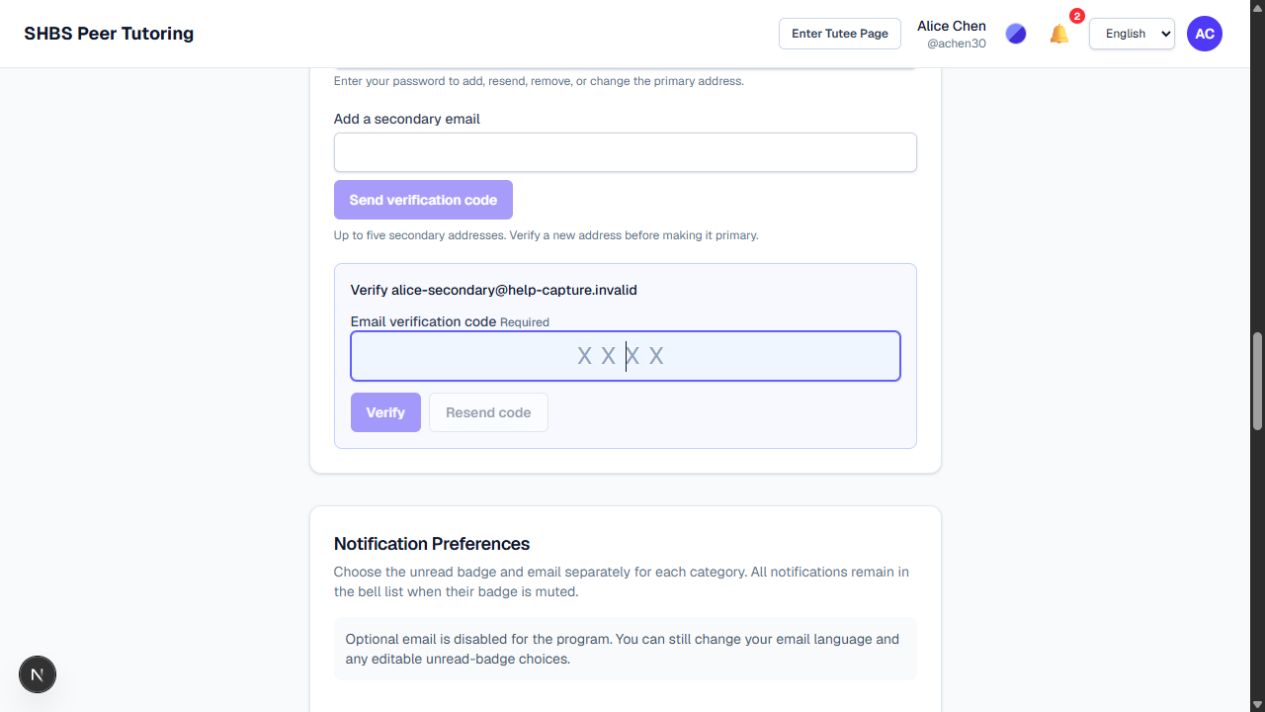 SHBS Peer Tutoring
Enter Tutee Page
Alice Chen
@achen30
2
English
AC
Enter your password to add, resend, remove, or change the primary address.
Add a secondary email
Send verification code
Up to five secondary addresses. Verify a new address before making it primary.
Verify alice-secondary@help-capture.invalid
Email verification code Required
X X X X
Verify
Resend code
Notification Preferences
Choose the unread badge and email separately for each category. All notifications remain in
the bell list when their badge is muted.
Optional email is disabled for the program. You can still change your email language and
any editable unread-badge choices.
N